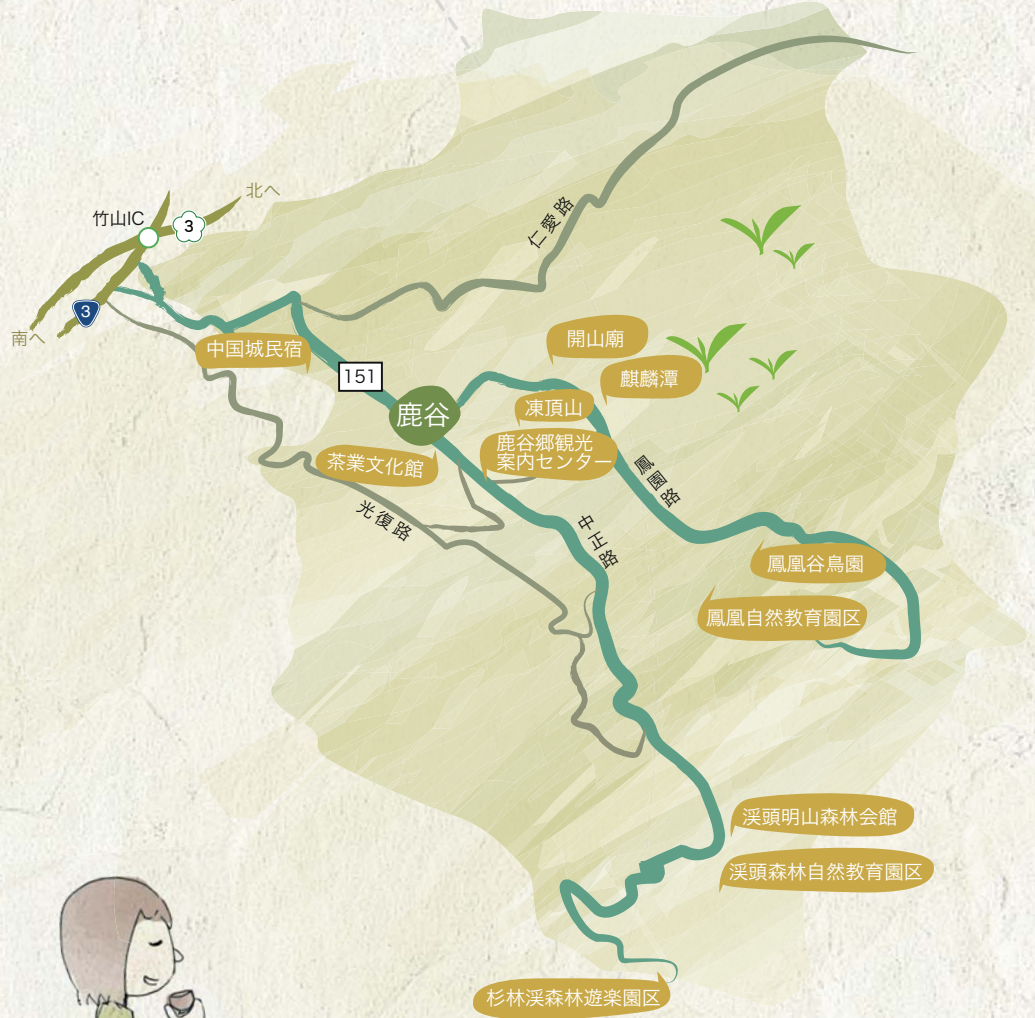 北へ
竹山IC
3
3
南へ
仁愛路
中国城民宿
151
鹿谷
開山廟
麒麟潭
凍頂山
鹿谷郷観光
案内センター
茶業文化館
鳳園路
光復路
中正路
鳳凰谷鳥園
鳳凰自然教育園区
渓頭明山森林会館
渓頭森林自然教育園区
杉林渓森林遊楽園区